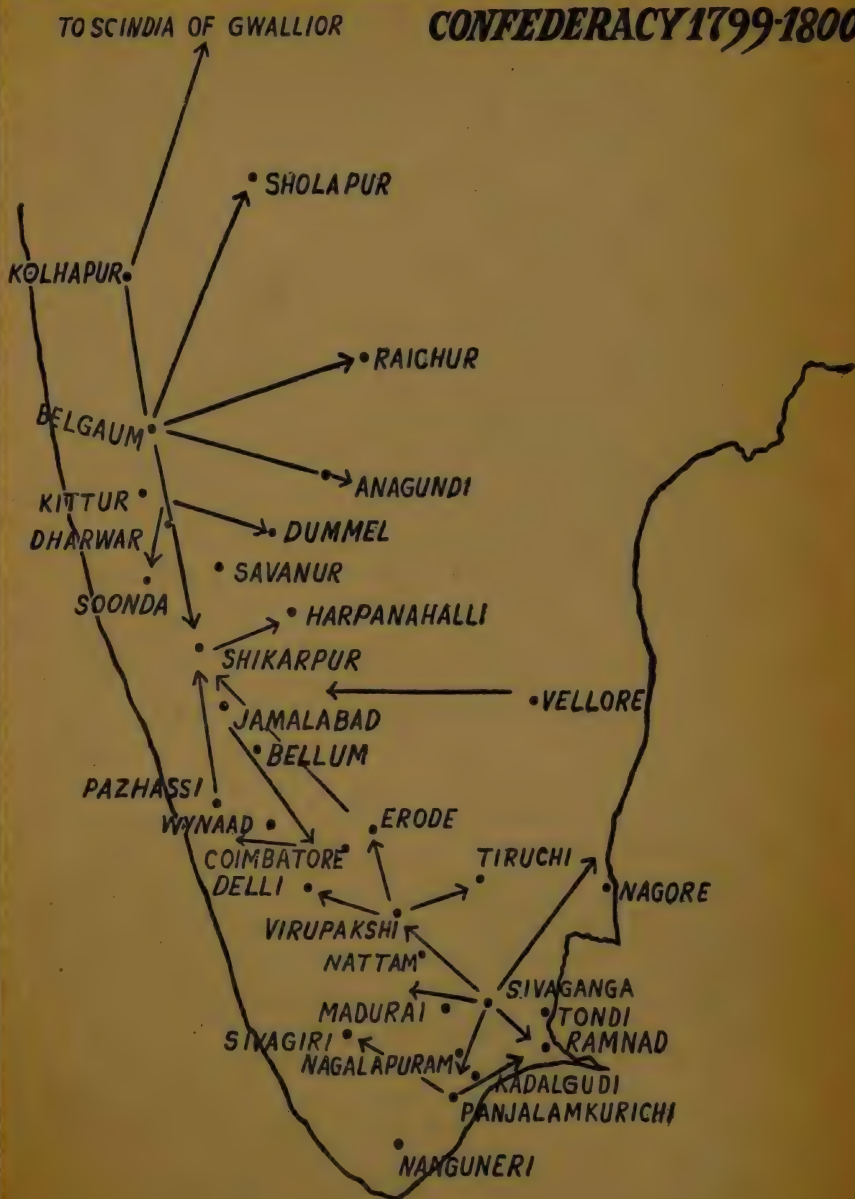 CONFEDERACY 1799-1800
TO SCINDIA OF GWALLIOR
SHOLAPUR
KOLHAPUR
RAICHUR
BELGAUM
ANAGUNDI
KITTUR
DUMMEL
DHARWAR
SAVANUR
SOONDA
HARPANAHALLI
SHIKARPUR
VELLORE
JAMALABAD
BELLUM
PAZHASSI
WYNAAD
ERODE
COIMBATORE
TIRUCHI
DELLI
NAGORE
VIRUPAKSHI
NATTAM
SIVAGANGA
MADURAI
TONDI
SIVAGIRI
RAMNAD
NAGALAPURAM
KADALGUDI
PANJALAMKURICHI
NANGUNERI